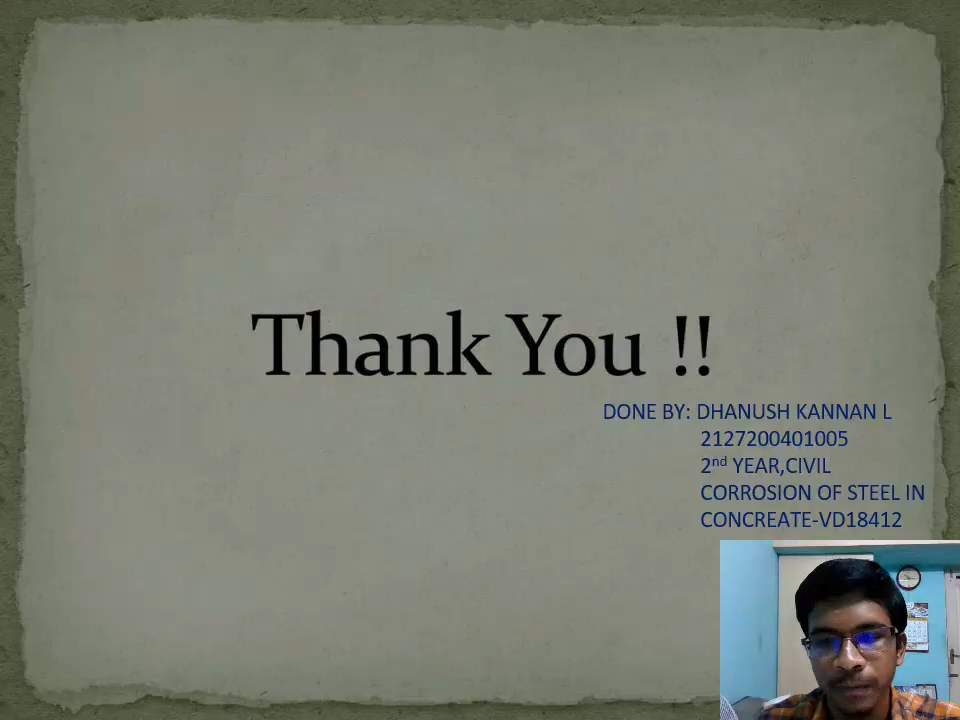 Thank You !!
DONE BY: DHANUSH KANNAN L
2127200401005
2nd YEAR,CIVIL
CORROSION OF STEEL IN
CONCREATE-VD18412